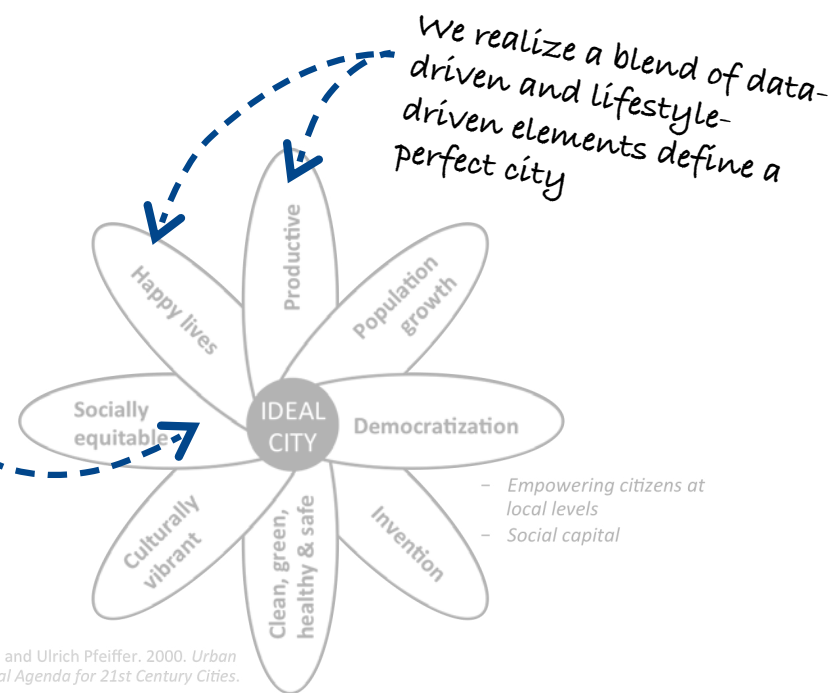 We realize a blend of data-
driven and lifestyle-
driven elements define a
perfect city
Productive
Happy lives
Population
growth
Socially
equitable
IDEAL
CITY
Democratization
- Empowering citizens at
local levels
- Social capital
Culturally
vibrant
Clean, green,
healthy & safe
Invention
and Ulrich Pfeiffer. 2000. Urban
al Agenda for 21st Century Cities.